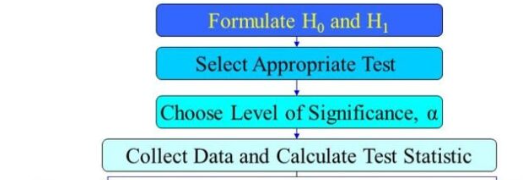 Formulate H₀ and H₁
Select Appropriate Test
Choose Level of Significance, α
Collect Data and Calculate Test Statistic